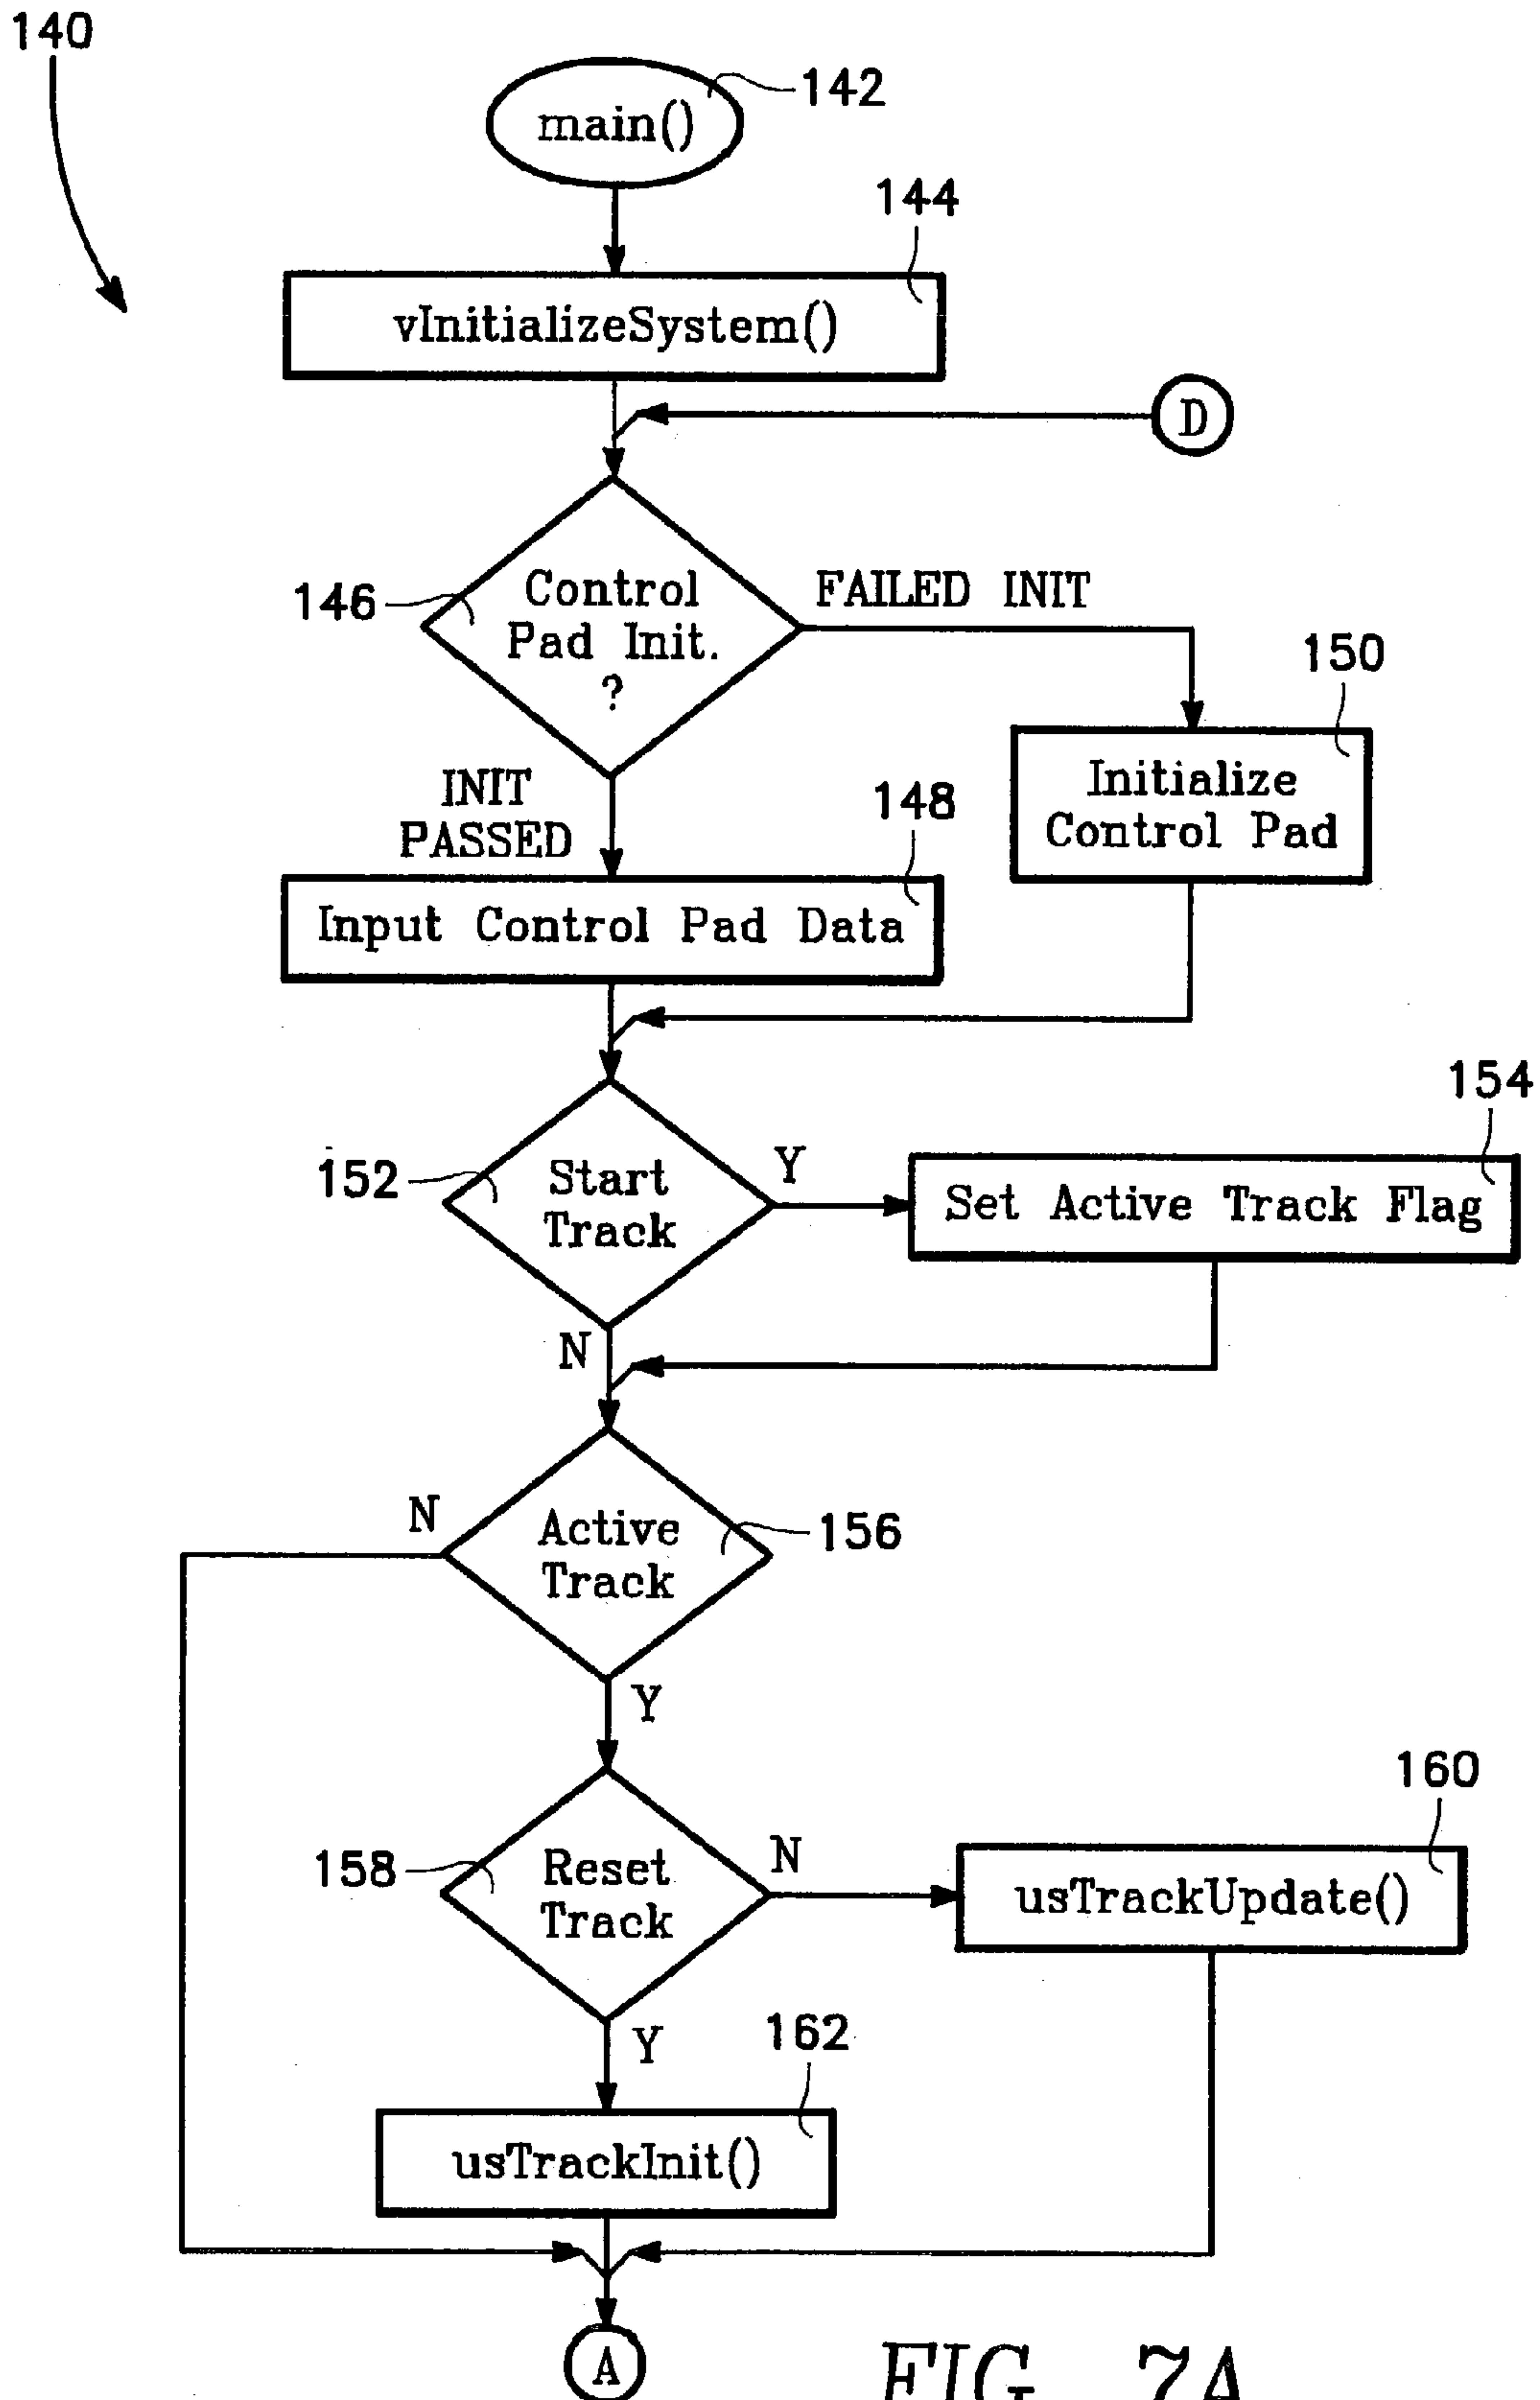 140
main()
142
144
vInitializeSystem()
D
146
Control
Pad Init.
?
FAILED INIT
150
Initialize
Control Pad
INIT
PASSED
148
Input Control Pad Data
152
Start
Track
Y
154
Set Active Track Flag
N
N
Active
Track
156
Y
158
Reset
Track
N
160
usTrackUpdate()
Y
162
usTrackInit()
A
FIG. 7A